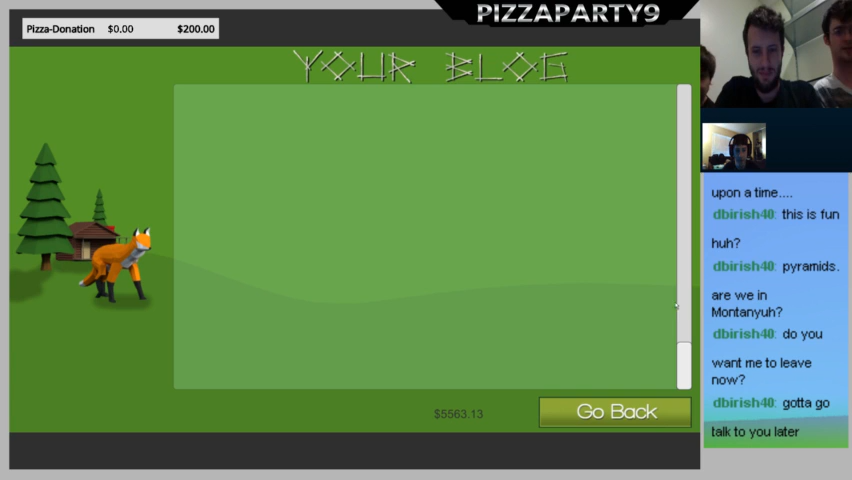 PIZZAPARTY9
Pizza-Donation $0.00 $200.00
YOUR BLOG
upon a time....
dbirish40: this is fun
huh?
dbirish40: pyramids.
are we in
Montanyuh?
dbirish40: do you
want me to leave
now?
dbirish40: gotta go
talk to you later
$5563.13
Go Back